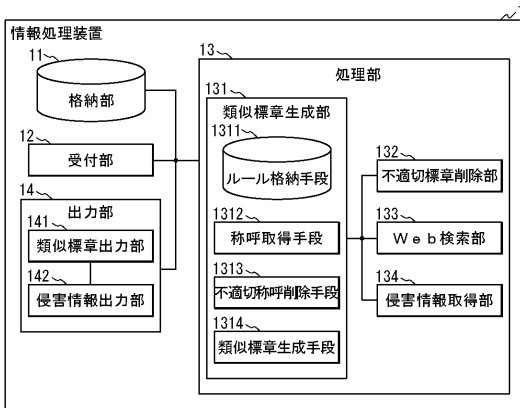 情報処理装置
11
格納部
12
受付部
14
出力部
141
類似標章出力部
142
侵害情報出力部
13
処理部
131
類似標章生成部
1311
ルール格納手段
1312
称呼取得手段
1313
不適切称呼削除手段
1314
類似標章生成手段
132
不適切標章削除部
133
Web検索部
134
侵害情報取得部